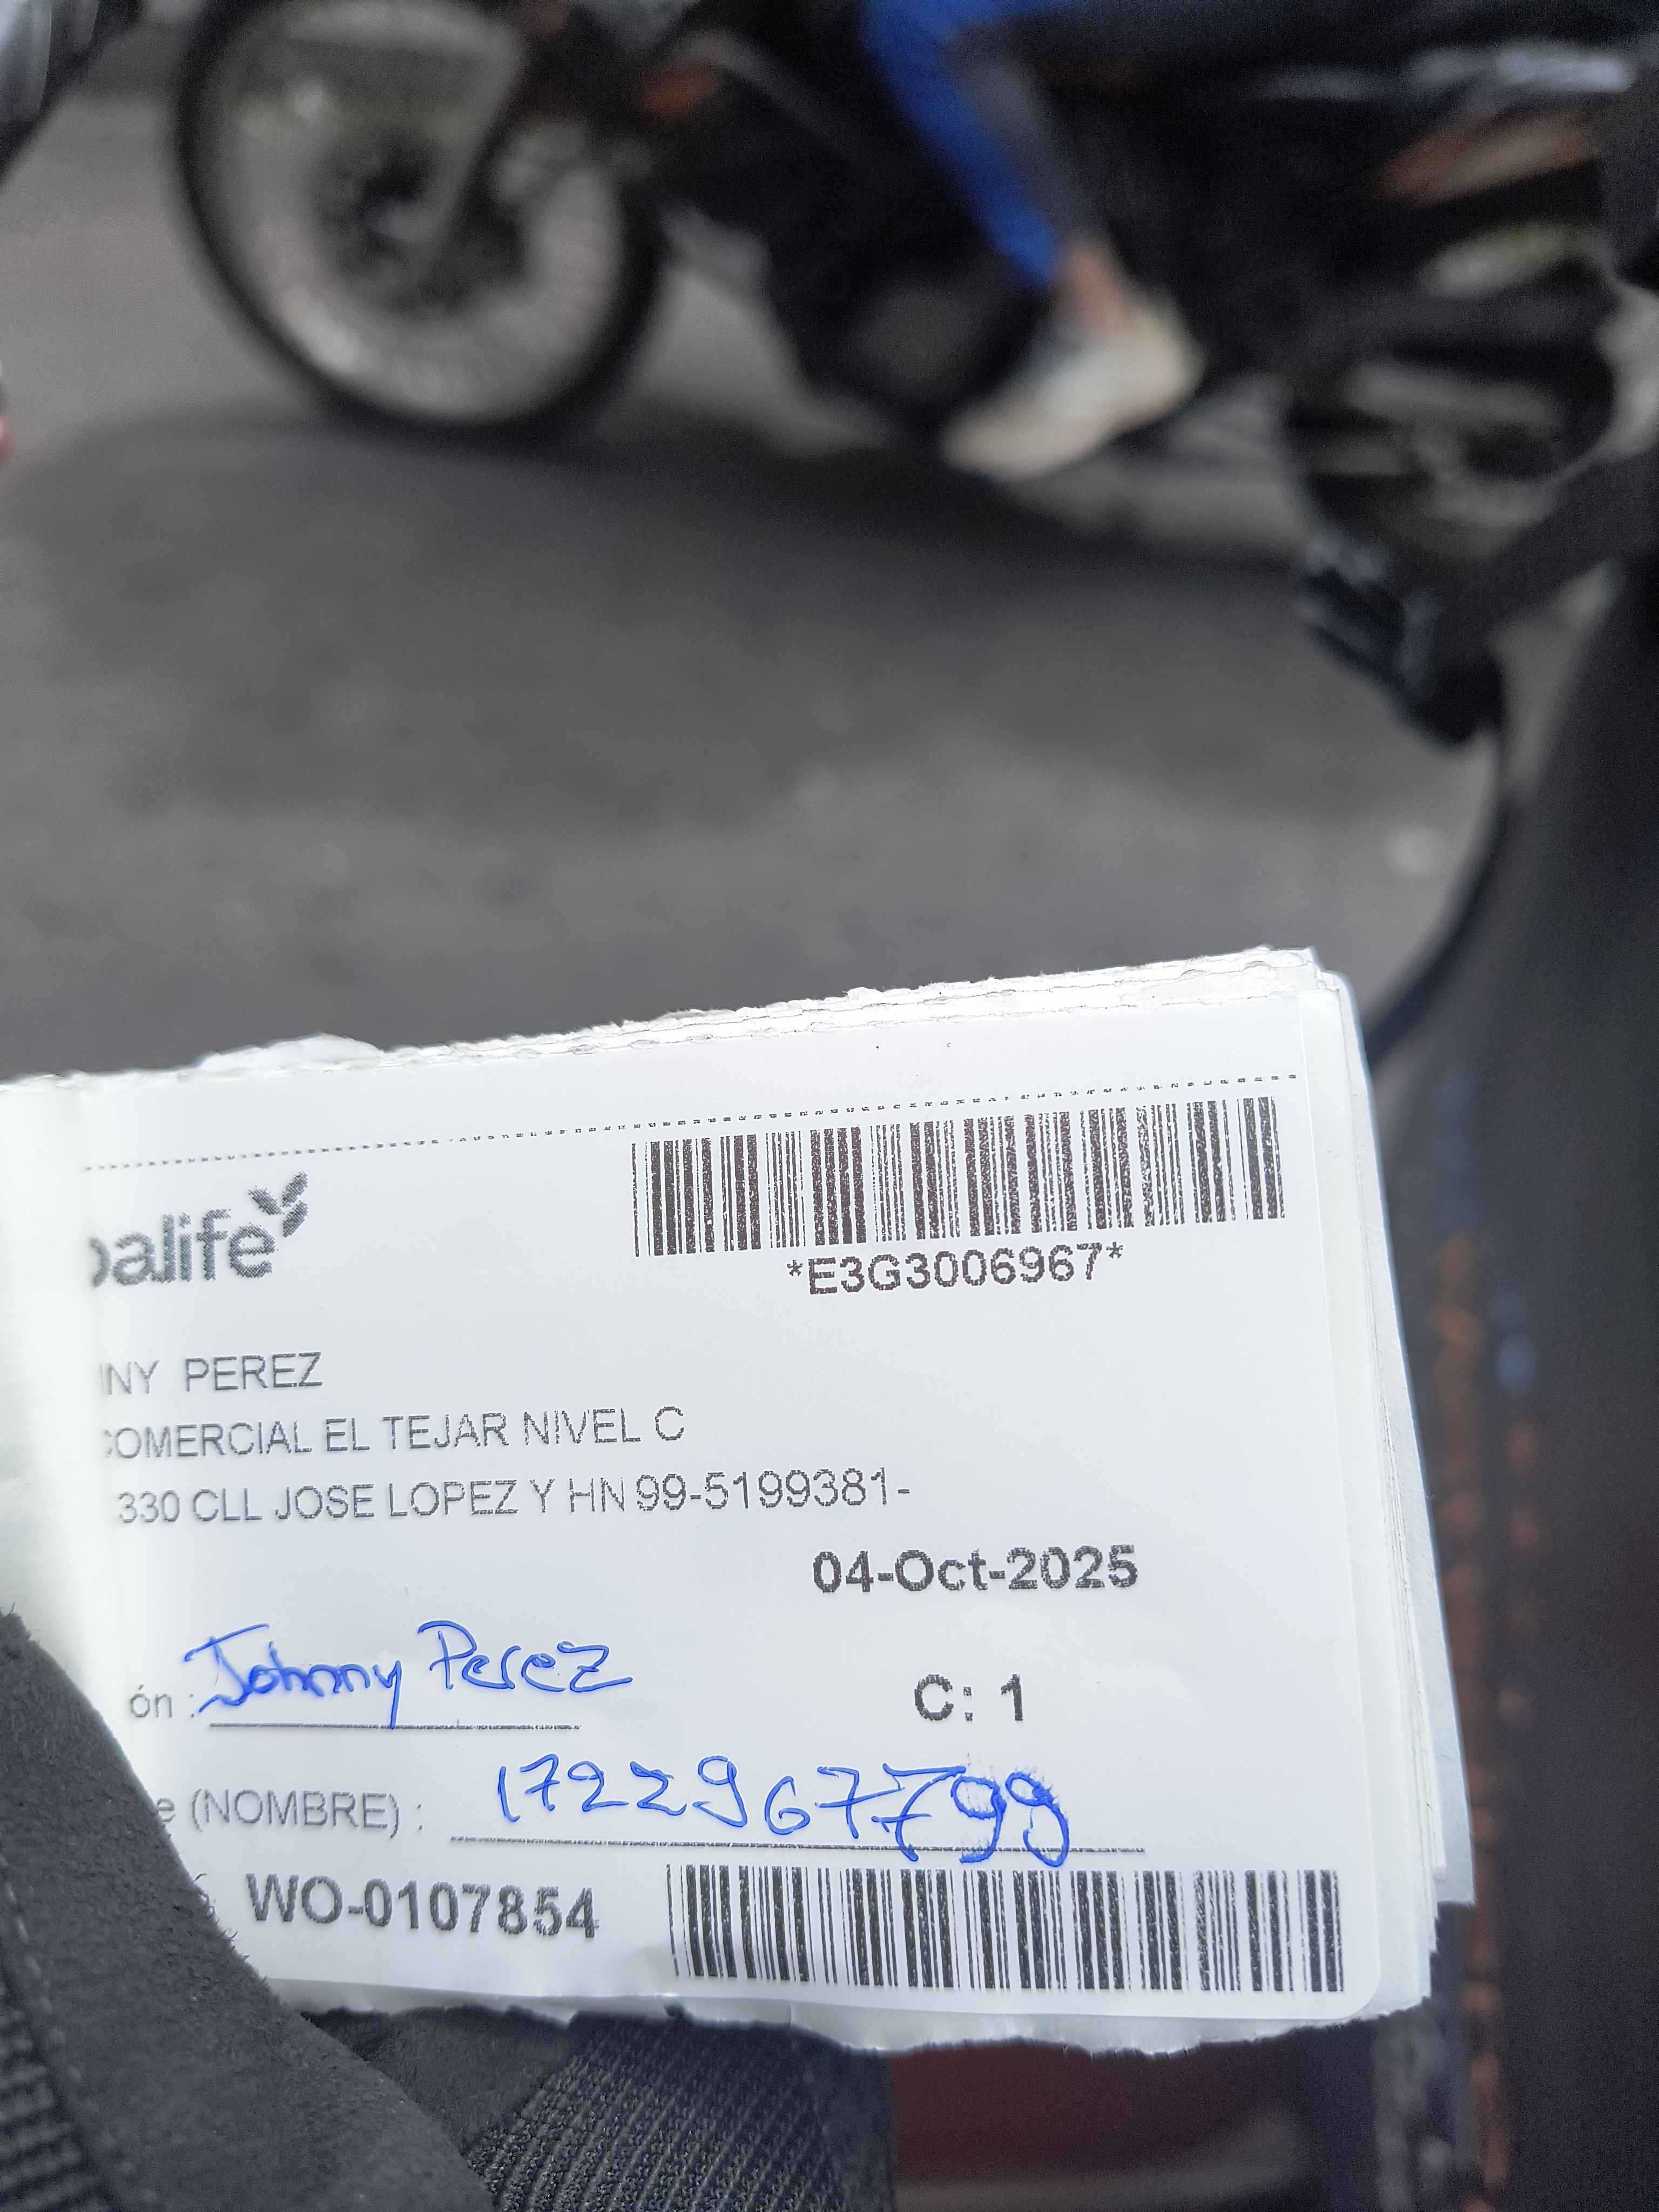 balife
*E3G3006967*
NY PEREZ
COMERCIAL EL TEJAR NIVEL C
330 CLL JOSE LOPEZ Y HN 99-5199381-
04-Oct-2025
ón : Johnny Perez
C: 1
e (NOMBRE) : 1722967799
WO-0107854